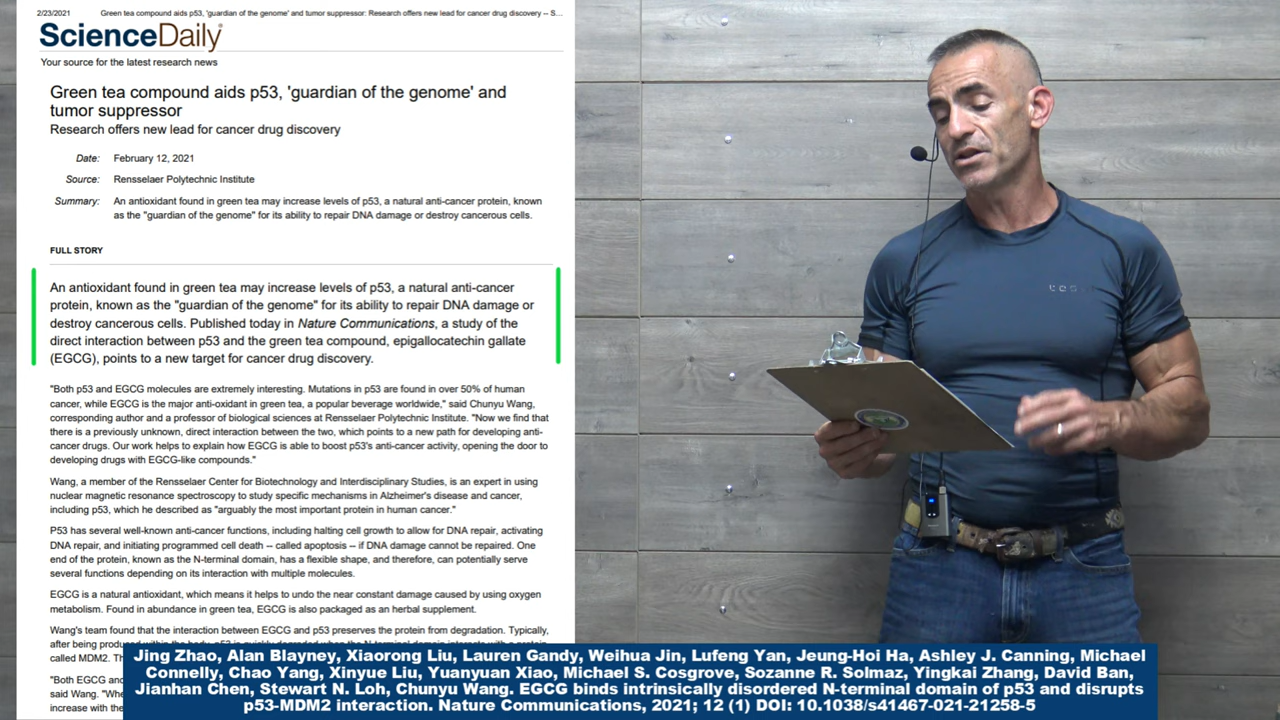 2/23/2021 Green tea compound aids p53, 'guardian of the genome' and tumor suppressor: Research offers new lead for cancer drug discovery -- S...
ScienceDaily
Your source for the latest research news
Green tea compound aids p53, 'guardian of the genome' and
tumor suppressor
Research offers new lead for cancer drug discovery
Date: February 12, 2021
Source: Rensselaer Polytechnic Institute
Summary: An antioxidant found in green tea may increase levels of p53, a natural anti-cancer protein, known
as the "guardian of the genome" for its ability to repair DNA damage or destroy cancerous cells.
FULL STORY
An antioxidant found in green tea may increase levels of p53, a natural anti-cancer
protein, known as the "guardian of the genome" for its ability to repair DNA damage or
destroy cancerous cells. Published today in Nature Communications, a study of the
direct interaction between p53 and the green tea compound, epigallocatechin gallate
(EGCG), points to a new target for cancer drug discovery.
"Both p53 and EGCG molecules are extremely interesting. Mutations in p53 are found in over 50% of human
cancer, while EGCG is the major anti-oxidant in green tea, a popular beverage worldwide," said Chunyu Wang,
corresponding author and a professor of biological sciences at Rensselaer Polytechnic Institute. "Now we find that
there is a previously unknown, direct interaction between the two, which points to a new path for developing anti-
cancer drugs. Our work helps to explain how EGCG is able to boost p53's anti-cancer activity, opening the door to
developing drugs with EGCG-like compounds."
Wang, a member of the Rensselaer Center for Biotechnology and Interdisciplinary Studies, is an expert in using
nuclear magnetic resonance spectroscopy to study specific mechanisms in Alzheimer's disease and cancer,
including p53, which he described as "arguably the most important protein in human cancer."
P53 has several well-known anti-cancer functions, including halting cell growth to allow for DNA repair, activating
DNA repair, and initiating programmed cell death -- called apoptosis -- if DNA damage cannot be repaired. One
end of the protein, known as the N-terminal domain, has a flexible shape, and therefore, can potentially serve
several functions depending on its interaction with multiple molecules.
EGCG is a natural antioxidant, which means it helps to undo the near constant damage caused by using oxygen
metabolism. Found in abundance in green tea, EGCG is also packaged as an herbal supplement.
Wang's team found that the interaction between EGCG and p53 preserves the protein from degradation. Typically,
after being
called MDM2.
"Both EGCG
said Wang.
increase with the
Jing Zhao, Alan Blayney, Xiaorong Liu, Lauren Gandy, Weihua Jin, Lufeng Yan, Jeung-Hoi Ha, Ashley J. Canning, Michael
Connelly, Chao Yang, Xinyue Liu, Yuanyuan Xiao, Michael S. Cosgrove, Sozanne R. Solmaz, Yingkai Zhang, David Ban,
Jianhan Chen, Stewart N. Loh, Chunyu Wang. EGCG binds intrinsically disordered N-terminal domain of p53 and disrupts
p53-MDM2 interaction. Nature Communications, 2021; 12 (1) DOI: 10.1038/s41467-021-21258-5